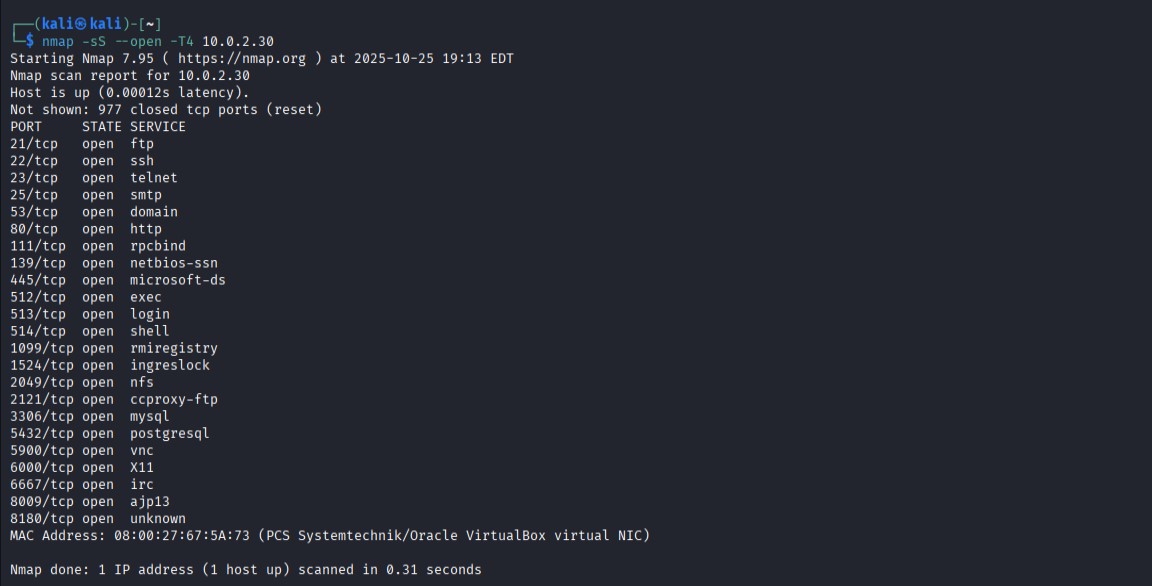 ┌──(kali㉿kali)-[~]
└─$ nmap -sS --open -T4 10.0.2.30
Starting Nmap 7.95 ( https://nmap.org ) at 2025-10-25 19:13 EDT
Nmap scan report for 10.0.2.30
Host is up (0.00012s latency).
Not shown: 977 closed tcp ports (reset)
PORT     STATE SERVICE
21/tcp   open  ftp
22/tcp   open  ssh
23/tcp   open  telnet
25/tcp   open  smtp
53/tcp   open  domain
80/tcp   open  http
111/tcp  open  rpcbind
139/tcp  open  netbios-ssn
445/tcp  open  microsoft-ds
512/tcp  open  exec
513/tcp  open  login
514/tcp  open  shell
1099/tcp open  rmiregistry
1524/tcp open  ingreslock
2049/tcp open  nfs
2121/tcp open  ccproxy-ftp
3306/tcp open  mysql
5432/tcp open  postgresql
5900/tcp open  vnc
6000/tcp open  X11
6667/tcp open  irc
8009/tcp open  ajp13
8180/tcp open  unknown
MAC Address: 08:00:27:67:5A:73 (PCS Systemtechnik/Oracle VirtualBox virtual NIC)

Nmap done: 1 IP address (1 host up) scanned in 0.31 seconds